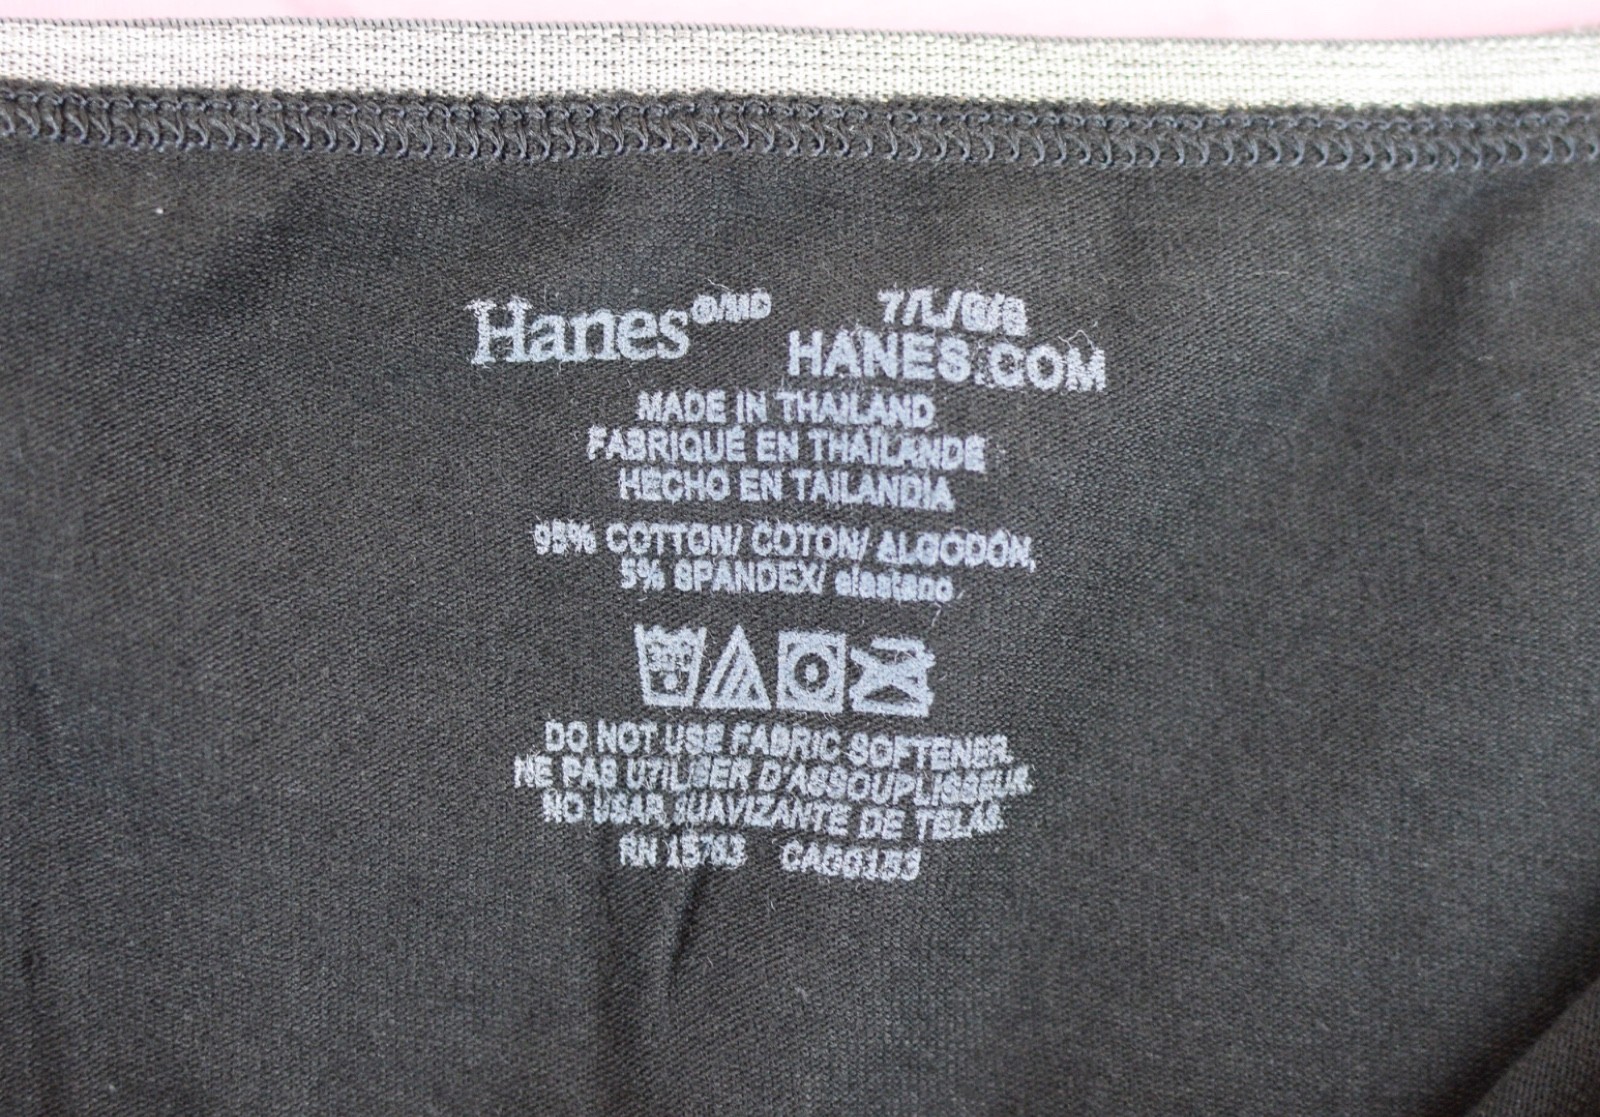 Hanes®/MD 7/L/G/G
HANES.COM
MADE IN THAILAND
FABRIQUÉ EN THAÏLANDE
HECHO EN TAILANDIA
95% COTTON/ COTON/ ALGODÓN,
5% SPANDEX/ elastano
DO NOT USE FABRIC SOFTENER.
NE PAS UTILISER D'ASSOUPLISSEUR.
NO USAR SUAVIZANTE DE TELAS.
RN 15763